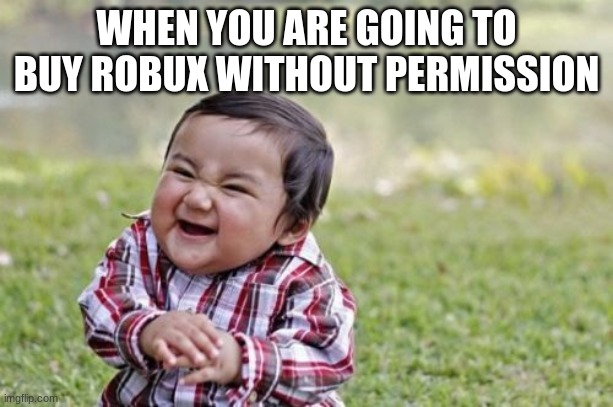 WHEN YOU ARE GOING TO
BUY ROBUX WITHOUT PERMISSION
imgflip.com